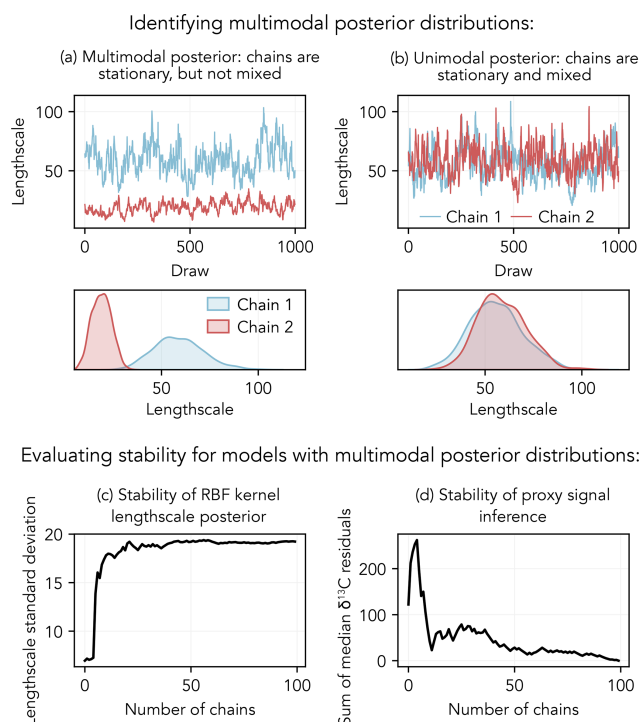 Identifying multimodal posterior distributions:
(a) Multimodal posterior: chains are
stationary, but not mixed
Lengthscale
100
50
0
500
1000
Draw
(b) Unimodal posterior: chains are
stationary and mixed
Lengthscale
100
50
Chain 1
Chain 2
0
500
1000
Draw
Chain 1
Chain 2
50
100
Lengthscale
50
100
Lengthscale
Evaluating stability for models with multimodal posterior distributions:
(c) Stability of RBF kernel
lengthscale posterior
Lengthscale standard deviation
20
15
10
0
50
100
Number of chains
(d) Stability of proxy signal
inference
Sum of median δ¹³C residuals
200
100
0
0
50
100
Number of chains